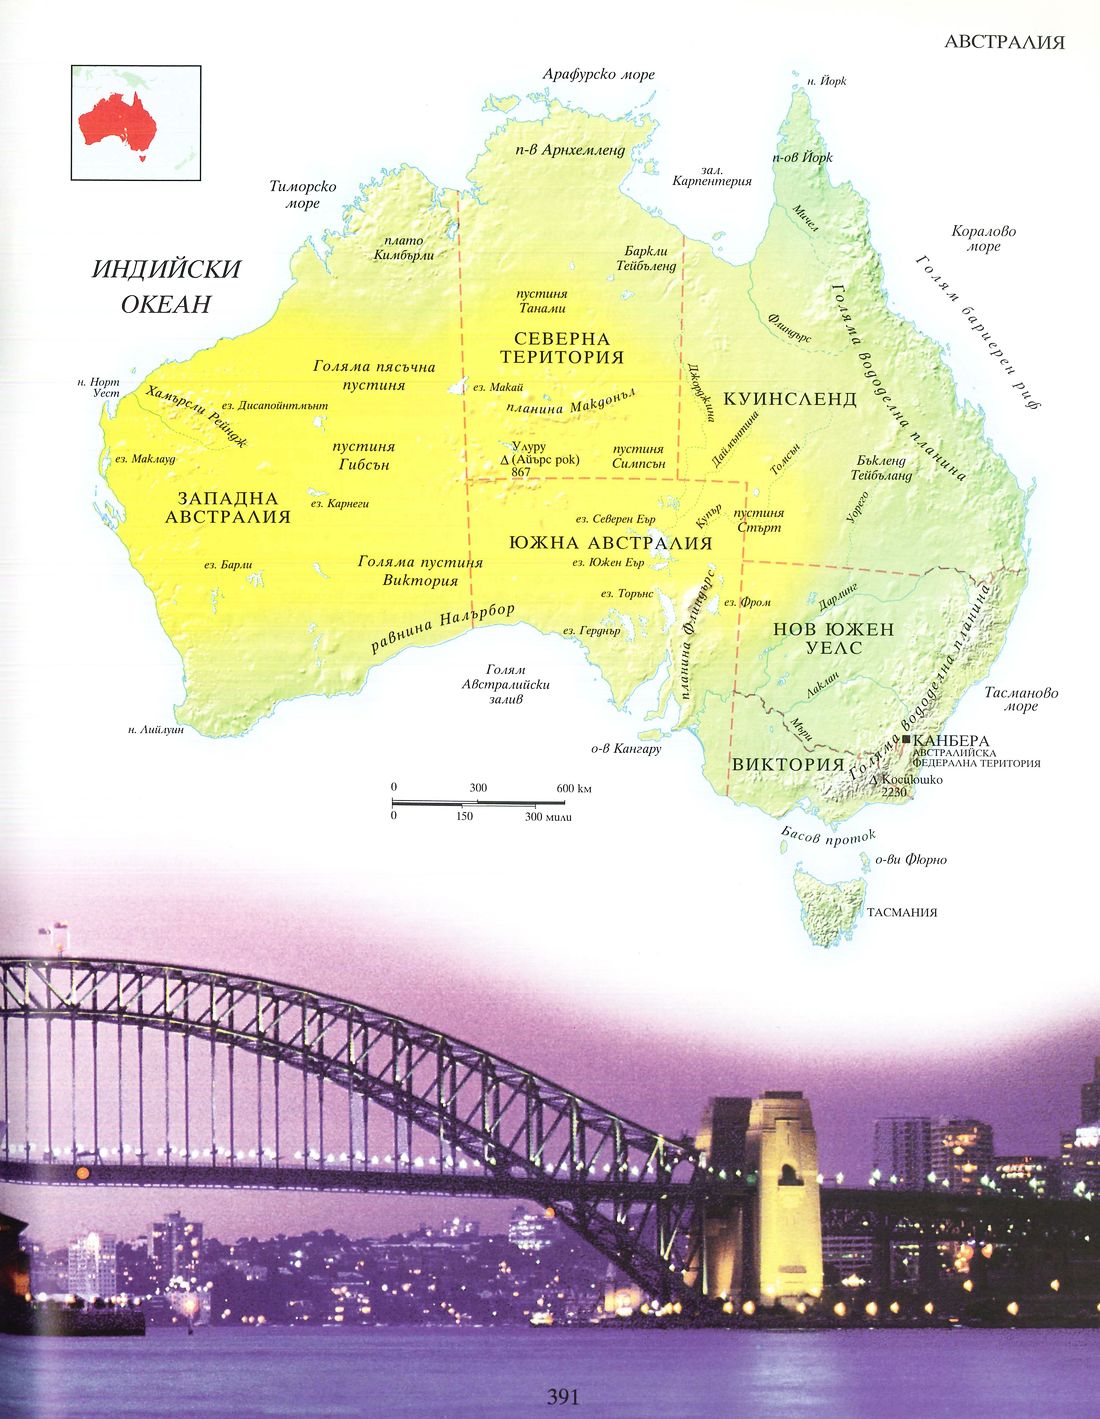 АВСТРАЛИЯ
Арафурско море
н. Йорк
п-в Арнхемленд
п-ов Йорк
зал.
Карпентерия
Тиморско
море
Мичел
Коралово
море
плато
Кимбърли
Баркли
Тейбъленд
ИНДИЙСКИ
ОКЕАН
Голям бариерен риф
Голяма вододелна планина
пустиня
Танами
Флиндърс
СЕВЕРНА
ТЕРИТОРИЯ
Голяма пясъчна
пустиня
н. Норт
Уест
Хамърсли Рейндж
ез. Дисапойнтмънт
ез. Макай
планина Макдонъл
Джорджина
КУИНСЛЕНД
Даймънтина
Томсън
ез. Маклауд
пустиня
Гибсън
Улуру
(Айърс рок)
867
пустиня
Симпсън
Бъкленд
Тейбъланд
ЗАПАДНА
АВСТРАЛИЯ
ез. Карнеги
ез. Северен Еър
Купър
пустиня
Стърт
Уорего
ЮЖНА АВСТРАЛИЯ
ез. Барли
Голяма пустиня
Виктория
ез. Южен Еър
ез. Торънс
планина Флиндърс
ез. Фром
Дарлинг
равнина Налърбор
ез. Герднър
НОВ ЮЖЕН
УЕЛС
Голяма вододелна планина
Голям
Австралийски
залив
Лаклан
Тасманово
море
н. Лийлуин
о-в Кангару
Мъри
КАНБЕРА
АВСТРАЛИЙСКА
ФЕДЕРАЛНА ТЕРИТОРИЯ
ВИКТОРИЯ
Косцюшко
2230
0 300 600 км
0 150 300 мили
Басов проток
о-ви Фюрно
ТАСМАНИЯ
391